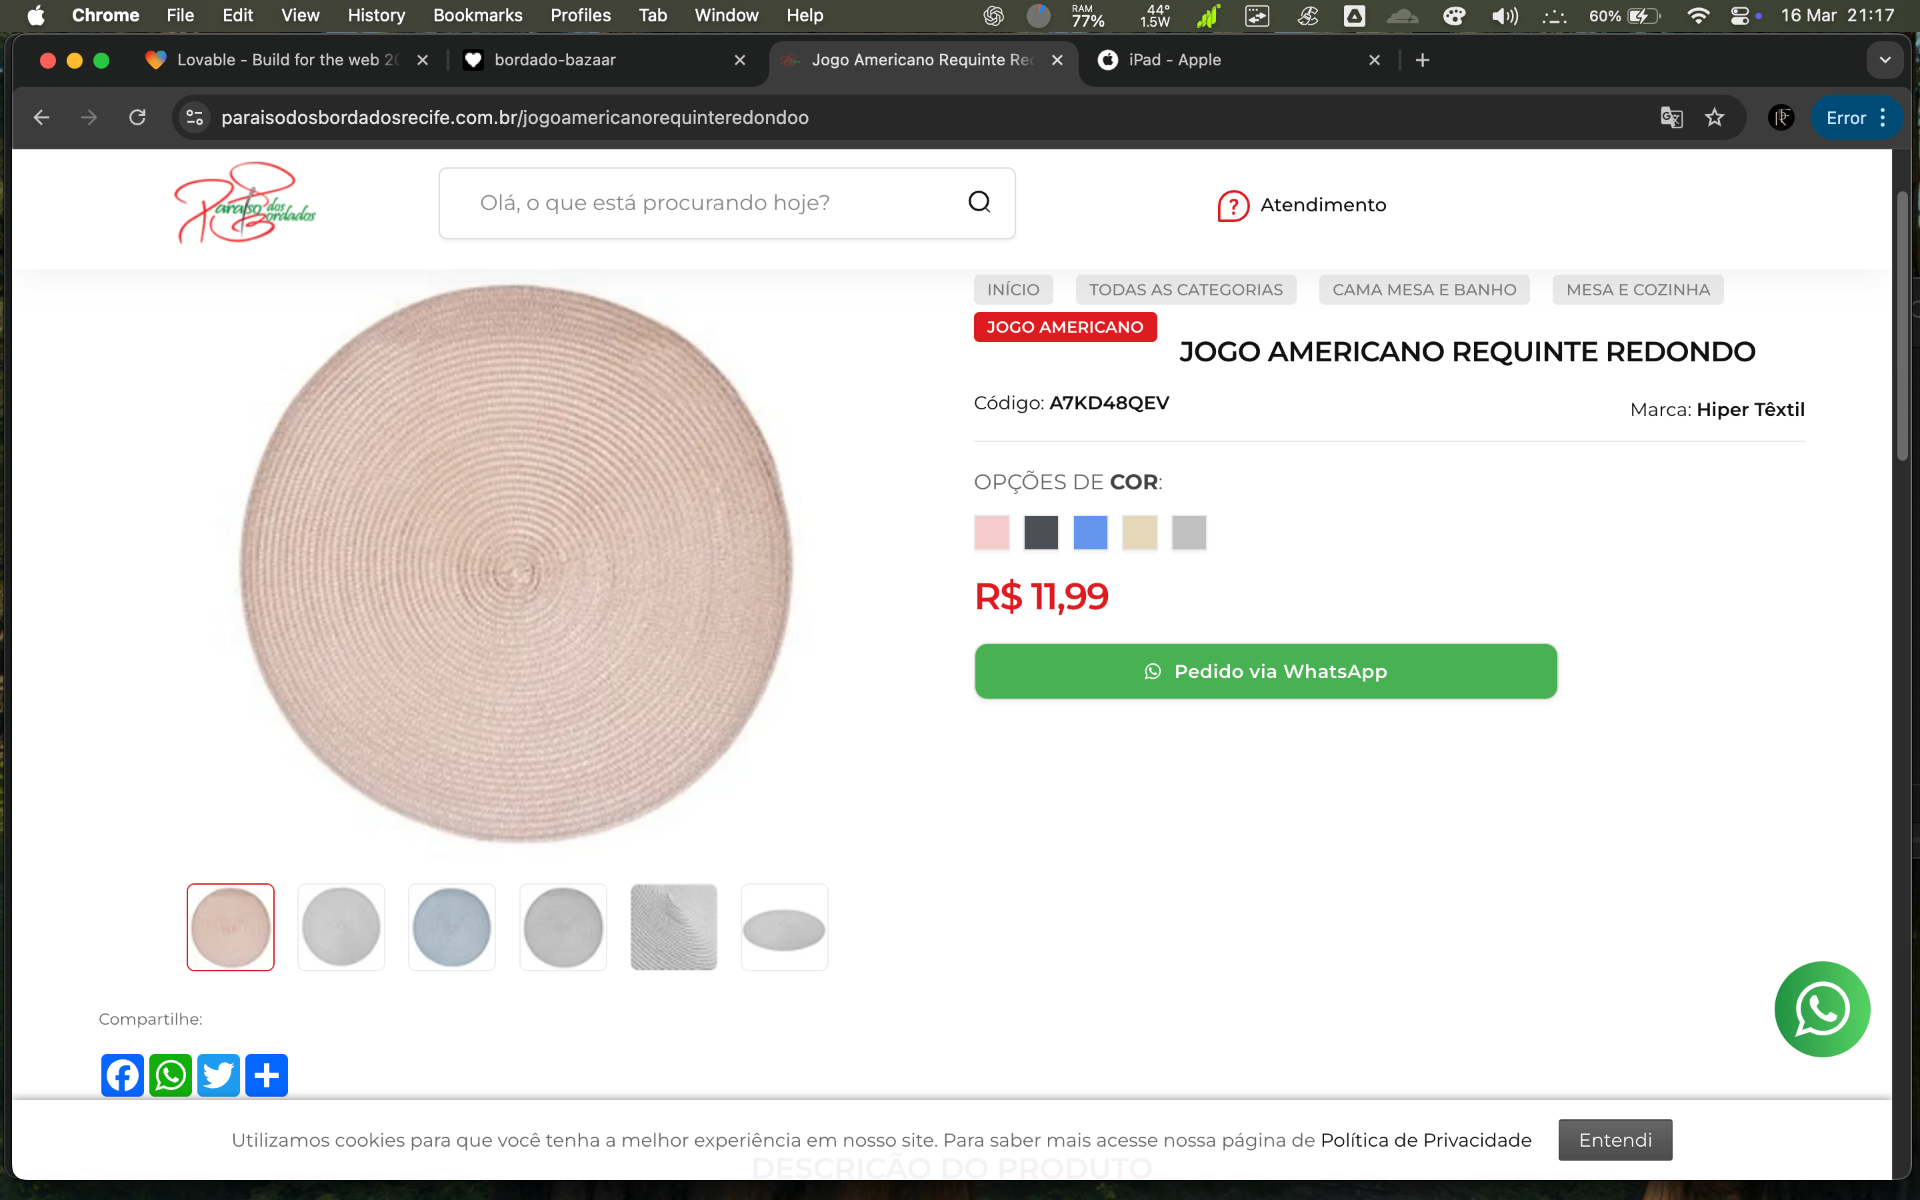 Chrome File Edit View History Bookmarks Profiles Tab Window Help
RAM 77% 44° 1.5W 60% 16 Mar 21:17
Lovable - Build for the web 20
bordado-bazaar
Jogo Americano Requinte Red
iPad - Apple
paraisodosbordadosrecife.com.br/jogoamericanorequinteredondoo
Error
Paraíso dos Bordados
Olá, o que está procurando hoje?
? Atendimento
INÍCIO TODAS AS CATEGORIAS CAMA MESA E BANHO MESA E COZINHA
JOGO AMERICANO
JOGO AMERICANO REQUINTE REDONDO
Código: A7KD48QEV
Marca: Hiper Têxtil
OPÇÕES DE COR:
R$ 11,99
Pedido via WhatsApp
Compartilhe:
Utilizamos cookies para que você tenha a melhor experiência em nosso site. Para saber mais acesse nossa página de Política de Privacidade
Entendi
DESCRIÇÃO DO PRODUTO